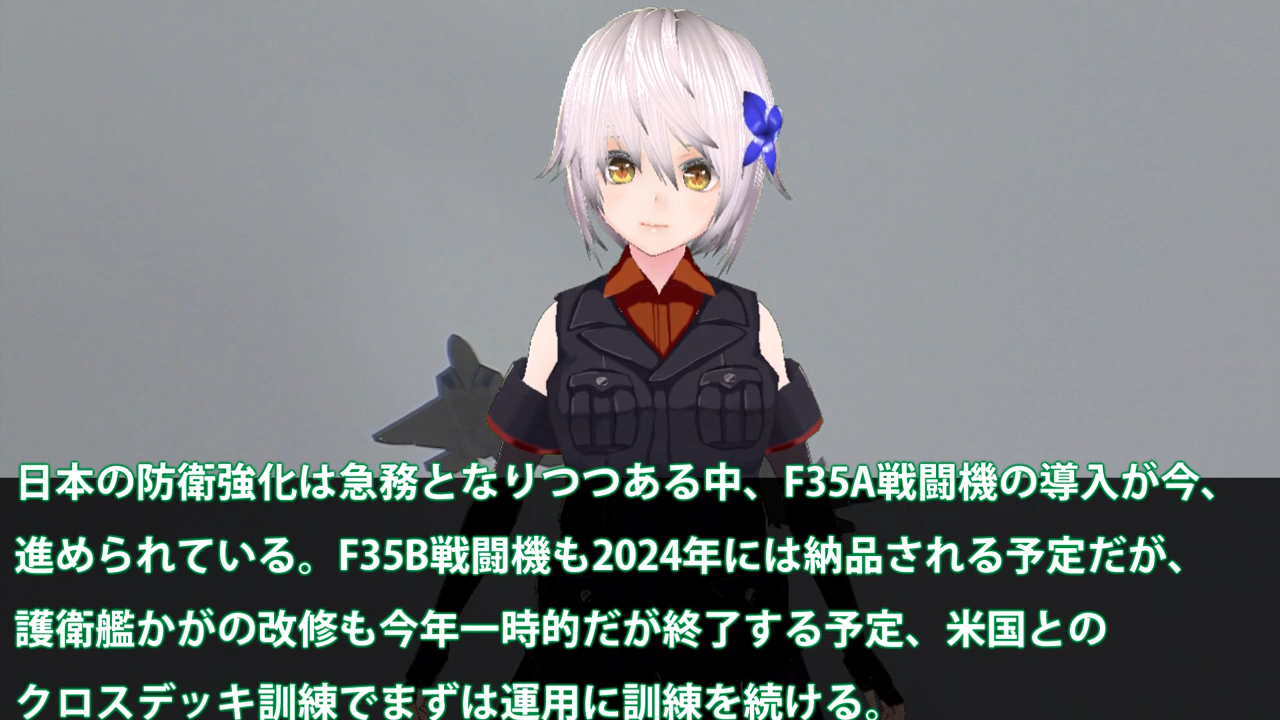 日本の防衛強化は急務となりつつある中、F35A戦闘機の導入が今、
進められている。F35B戦闘機も2024年には納品される予定だが、
護衛艦かがの改修も今年一時的だが終了する予定、米国との
クロスデッキ訓練でまずは運用に訓練を続ける。